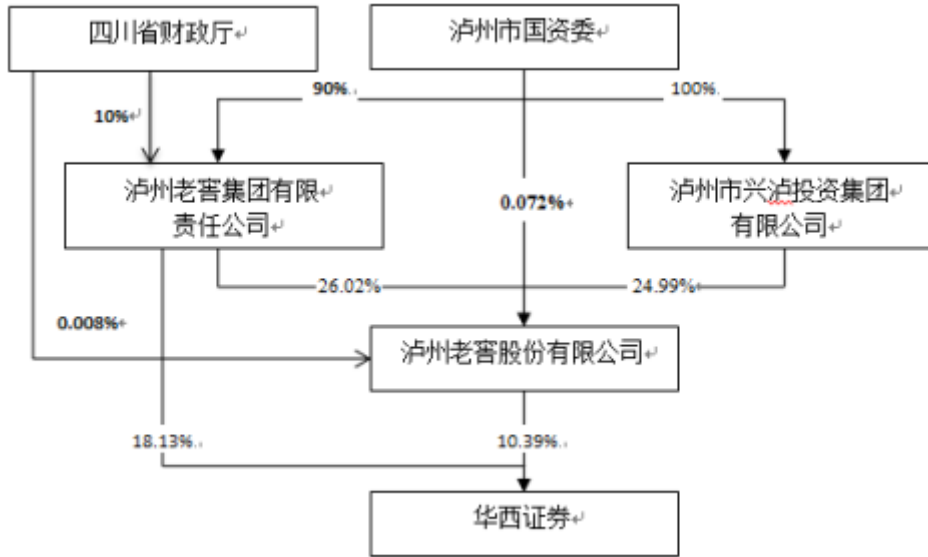 四川省财政厅
泸州市国资委
90%
100%
10%
泸州老窖集团有限
责任公司
0.072%
泸州市兴泸投资集团
有限公司
26.02%
24.99%
0.008%
泸州老窖股份有限公司
18.13%
10.39%
华西证券